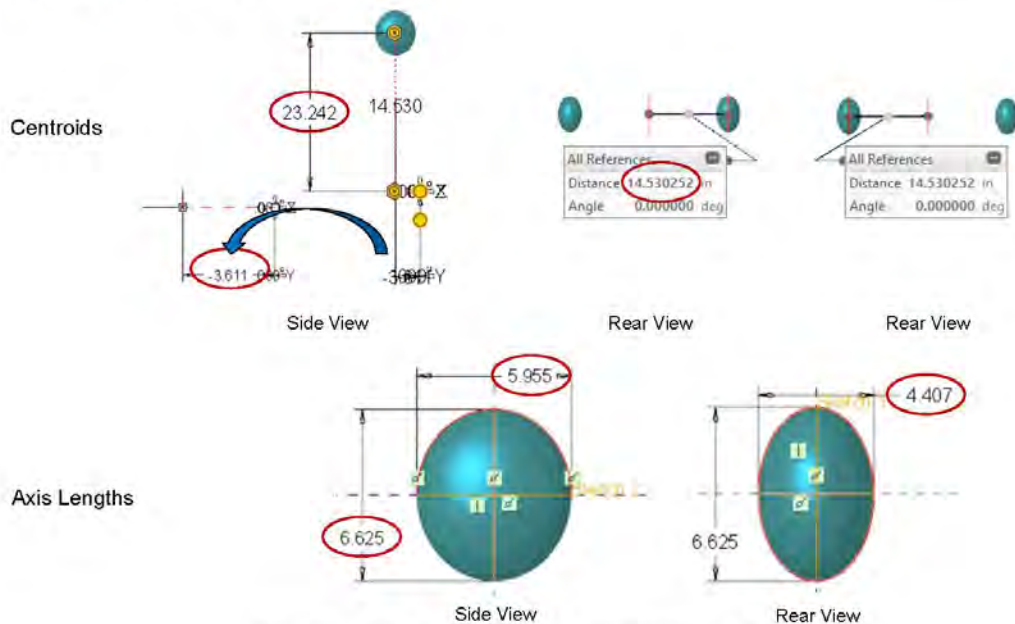 23.242
14.530
Centroids
All References
Distance 14.530252 in
Angle 0.000000 deg
All References
Distance 14.530252 in
Angle 0.000000 deg
-3.611
Side View
Rear View
Rear View
5.955
4.407
Axis Lengths
6.625
6.625
Side View
Rear View